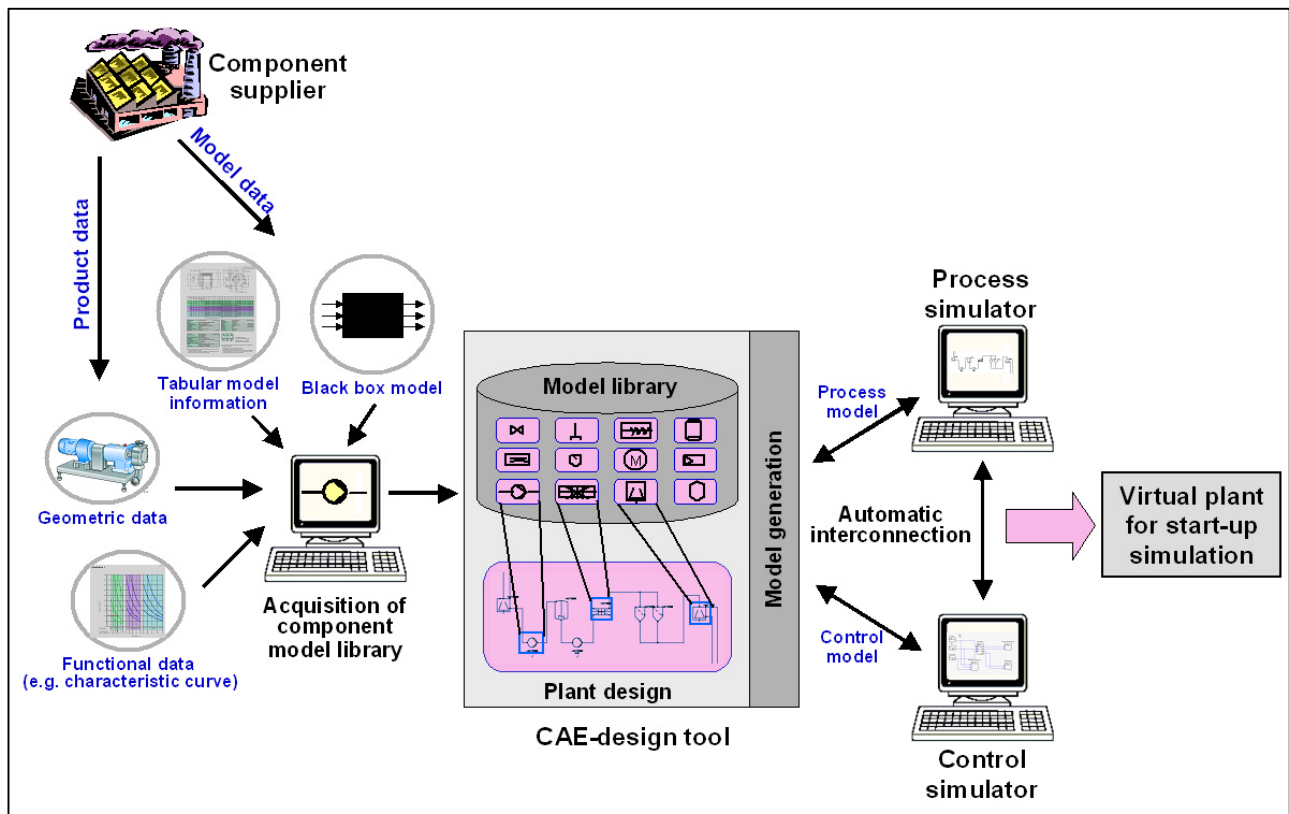 Component
supplier
Model data
Product data
Tabular model
information
Black box model
Geometric data
Functional data
(e.g. characteristic curve)
Acquisition of
component
model library
Model library
M
Plant design
Model generation
CAE-design tool
Process
simulator
Process
model
Automatic
interconnection
Control
model
Control
simulator
Virtual plant
for start-up
simulation